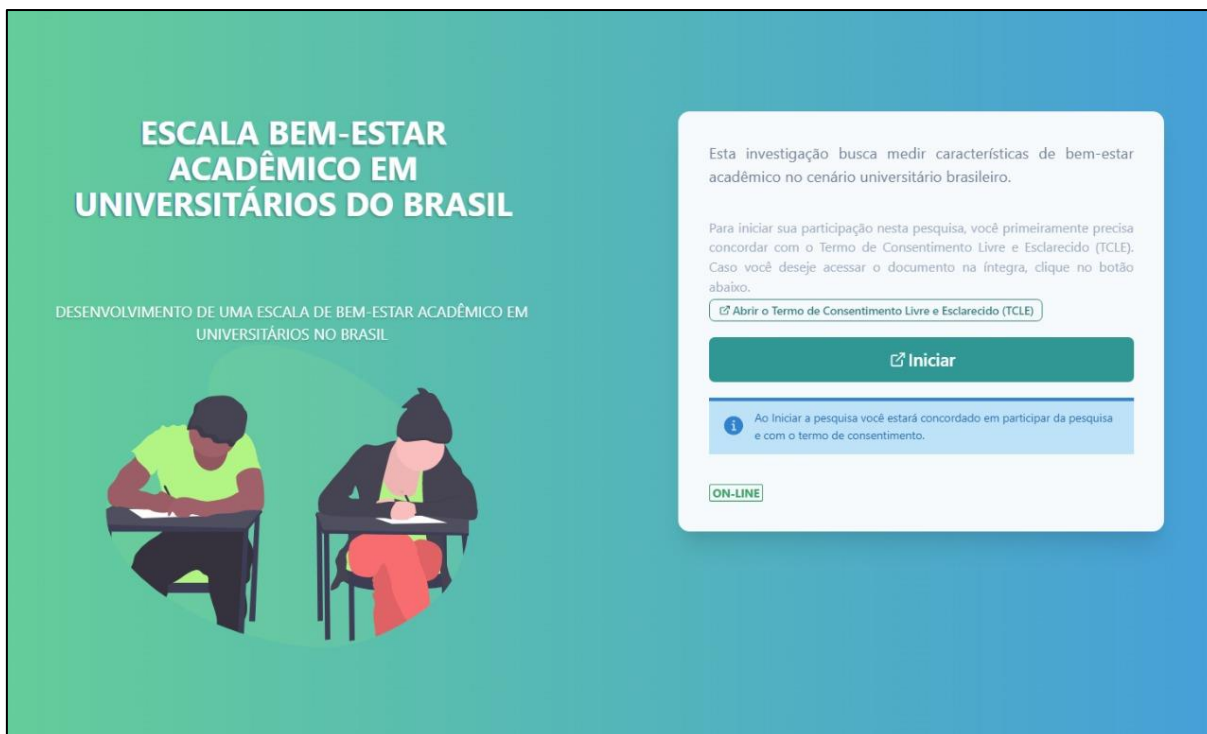 ESCALA BEM-ESTAR
ACADÊMICO EM
UNIVERSITÁRIOS DO BRASIL
DESENVOLVIMENTO DE UMA ESCALA DE BEM-ESTAR ACADÊMICO EM
UNIVERSITÁRIOS NO BRASIL
Esta investigação busca medir características de bem-estar
acadêmico no cenário universitário brasileiro.
Para iniciar sua participação nesta pesquisa, você primeiramente precisa
concordar com o Termo de Consentimento Livre e Esclarecido (TCLE).
Caso você deseje acessar o documento na íntegra, clique no botão
abaixo.
Abrir o Termo de Consentimento Livre e Esclarecido (TCLE)
Iniciar
Ao Iniciar a pesquisa você estará concordado em participar da pesquisa
e com o termo de consentimento.
ON-LINE